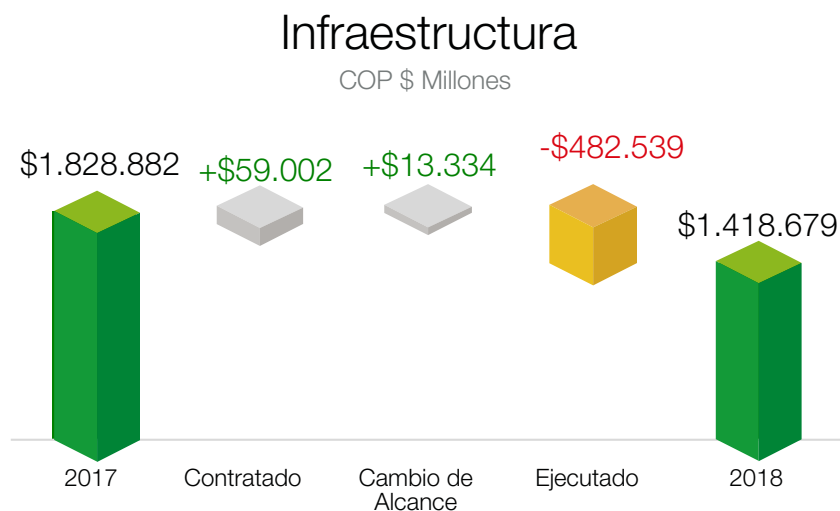 Infraestructura
COP $ Millones
$1.828.882
+$59.002
+$13.334
-$482.539
$1.418.679
2017
Contratado
Cambio de
Alcance
Ejecutado
2018